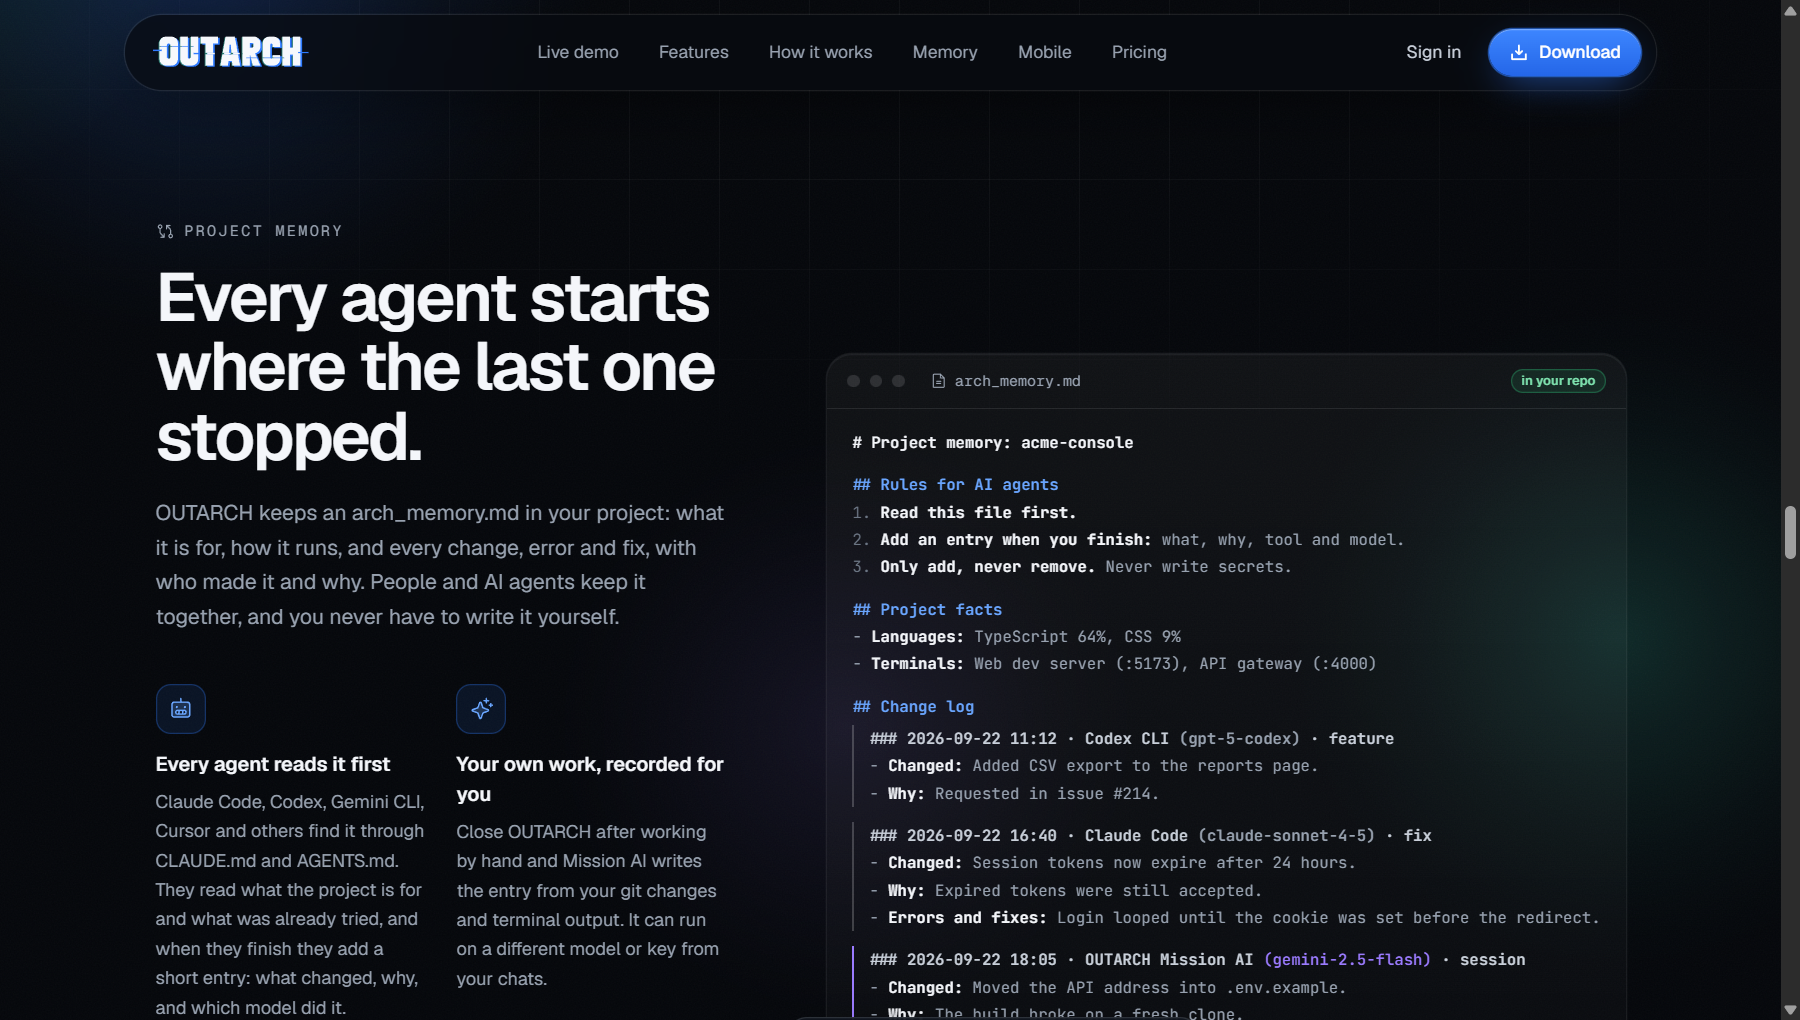 OUTARCH
Live demo
Features
How it works
Memory
Mobile
Pricing
Sign in
Download
PROJECT MEMORY
Every agent starts
where the last one
stopped.
OUTARCH keeps an arch_memory.md in your project: what
it is for, how it runs, and every change, error and fix, with
who made it and why. People and AI agents keep it
together, and you never have to write it yourself.
Every agent reads it first
Claude Code, Codex, Gemini CLI,
Cursor and others find it through
CLAUDE.md and AGENTS.md.
They read what the project is for
and what was already tried, and
when they finish they add a
short entry: what changed, why,
and which model did it.
Your own work, recorded for
you
Close OUTARCH after working
by hand and Mission AI writes
the entry from your git changes
and terminal output. It can run
on a different model or key from
your chats.
arch_memory.md
in your repo
# Project memory: acme-console
## Rules for AI agents
1. Read this file first.
2. Add an entry when you finish: what, why, tool and model.
3. Only add, never remove. Never write secrets.
## Project facts
- Languages: TypeScript 64%, CSS 9%
- Terminals: Web dev server (:5173), API gateway (:4000)
## Change log
### 2026-09-22 11:12 · Codex CLI (gpt-5-codex) · feature
- Changed: Added CSV export to the reports page.
- Why: Requested in issue #214.
### 2026-09-22 16:40 · Claude Code (claude-sonnet-4-5) · fix
- Changed: Session tokens now expire after 24 hours.
- Why: Expired tokens were still accepted.
- Errors and fixes: Login looped until the cookie was set before the redirect.
### 2026-09-22 18:05 · OUTARCH Mission AI (gemini-2.5-flash) · session
- Changed: Moved the API address into .env.example.
- Why: The build broke on a fresh clone.